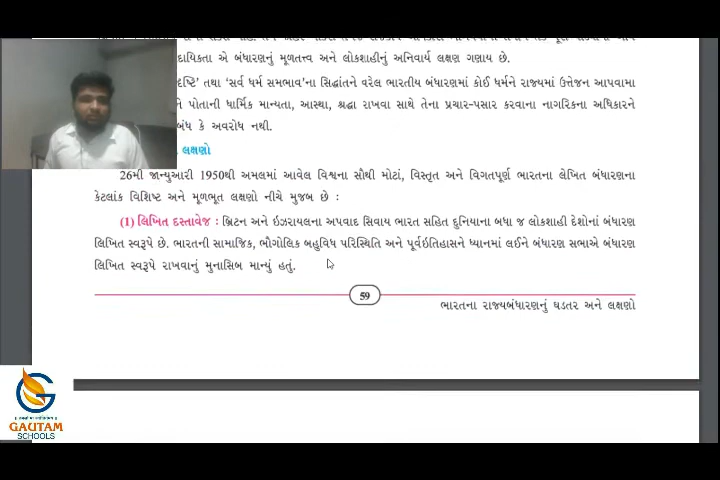 દાયિકતા એ બંધારણનું મૂળતત્ત્વ અને લોકશાહીનું અનિવાર્ય લક્ષણ ગણાય છે.
દષ્ટિ' તથા 'સર્વ ધર્મ સમભાવ'ના સિદ્ધાંતને વરેલ ભારતીય બંધારણમાં કોઈ ધર્મને રાજ્યમાં ઉત્તેજન આપવામા
પોતાની ધાર્મિક માન્યતા, આસ્થા, શ્રદ્ધા રાખવા સાથે તેના પ્રચાર-પસાર કરવાના નાગરિકના અધિકારને
બંધ કે અવરોધ નથી.
લક્ષણો
26મી જાન્યુઆરી 1950થી અમલમાં આવેલ વિશ્વના સૌથી મોટાં, વિસ્તૃત અને વિગતપૂર્ણ ભારતના લેખિત બંધારણના
કેટલાંક વિશિષ્ટ અને મૂળભૂત લક્ષણો નીચે મુજબ છે :
(1) લિખિત દસ્તાવેજ : બ્રિટન અને ઇઝરાયલના અપવાદ સિવાય ભારત સહિત દુનિયાના બધા જ લોકશાહી દેશોનાં બંધારણ
લિખિત સ્વરૂપે છે. ભારતની સામાજિક, ભૌગોલિક બહુવિધ પરિસ્થિતિ અને પૂર્વઇતિહાસને ધ્યાનમાં લઈને બંધારણ સભાએ બંધારણ
લિખિત સ્વરૂપે રાખવાનું મુનાસિબ માન્યું હતું.
59
ભારતના રાજ્યબંધારણનું ઘડતર અને લક્ષણો
GAUTAM
SCHOOLS